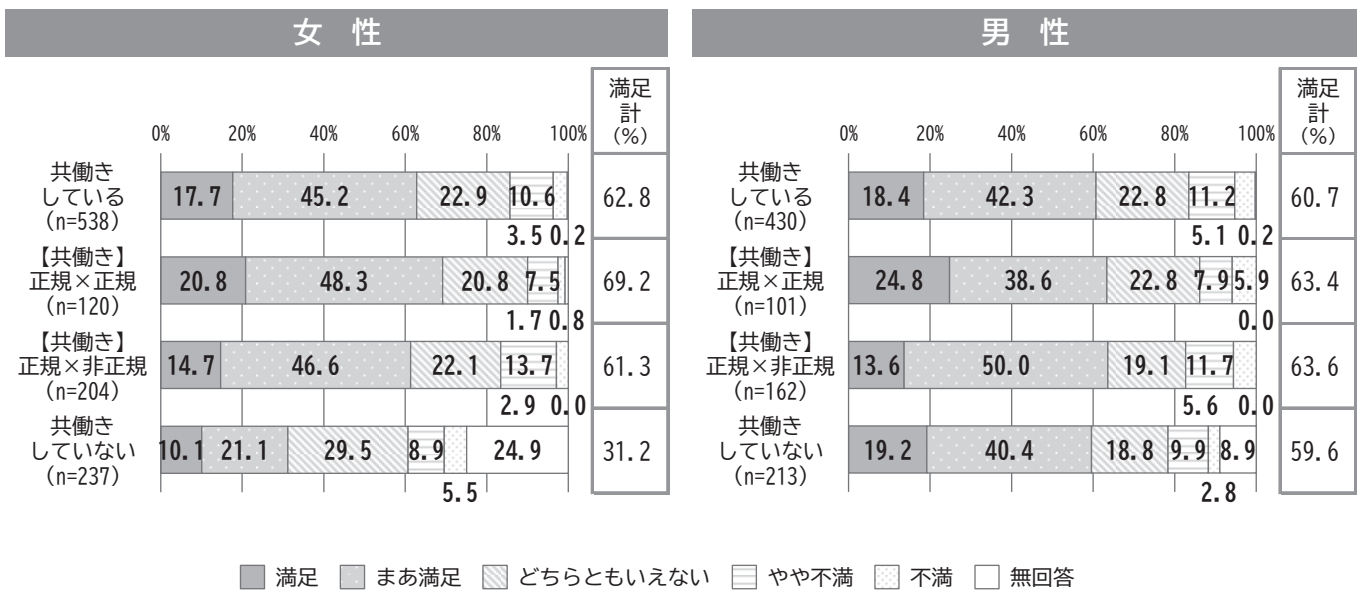 女 性
満足
計
(%)
0% 20% 40% 60% 80% 100%
共働き
している
(n=538)
17.7 45.2 22.9 10.6
3.5 0.2
62.8
【共働き】
正規×正規
(n=120)
20.8 48.3 20.8 7.5
1.7 0.8
69.2
【共働き】
正規×非正規
(n=204)
14.7 46.6 22.1 13.7
2.9 0.0
61.3
共働き
していない
(n=237)
10.1 21.1 29.5 8.9 24.9
5.5
31.2
男 性
満足
計
(%)
0% 20% 40% 60% 80% 100%
共働き
している
(n=430)
18.4 42.3 22.8 11.2
5.1 0.2
60.7
【共働き】
正規×正規
(n=101)
24.8 38.6 22.8 7.9 5.9
0.0
63.4
【共働き】
正規×非正規
(n=162)
13.6 50.0 19.1 11.7
5.6 0.0
63.6
共働き
していない
(n=213)
19.2 40.4 18.8 9.9 8.9
2.8
59.6
満足 まあ満足 どちらともいえない やや不満 不満 無回答